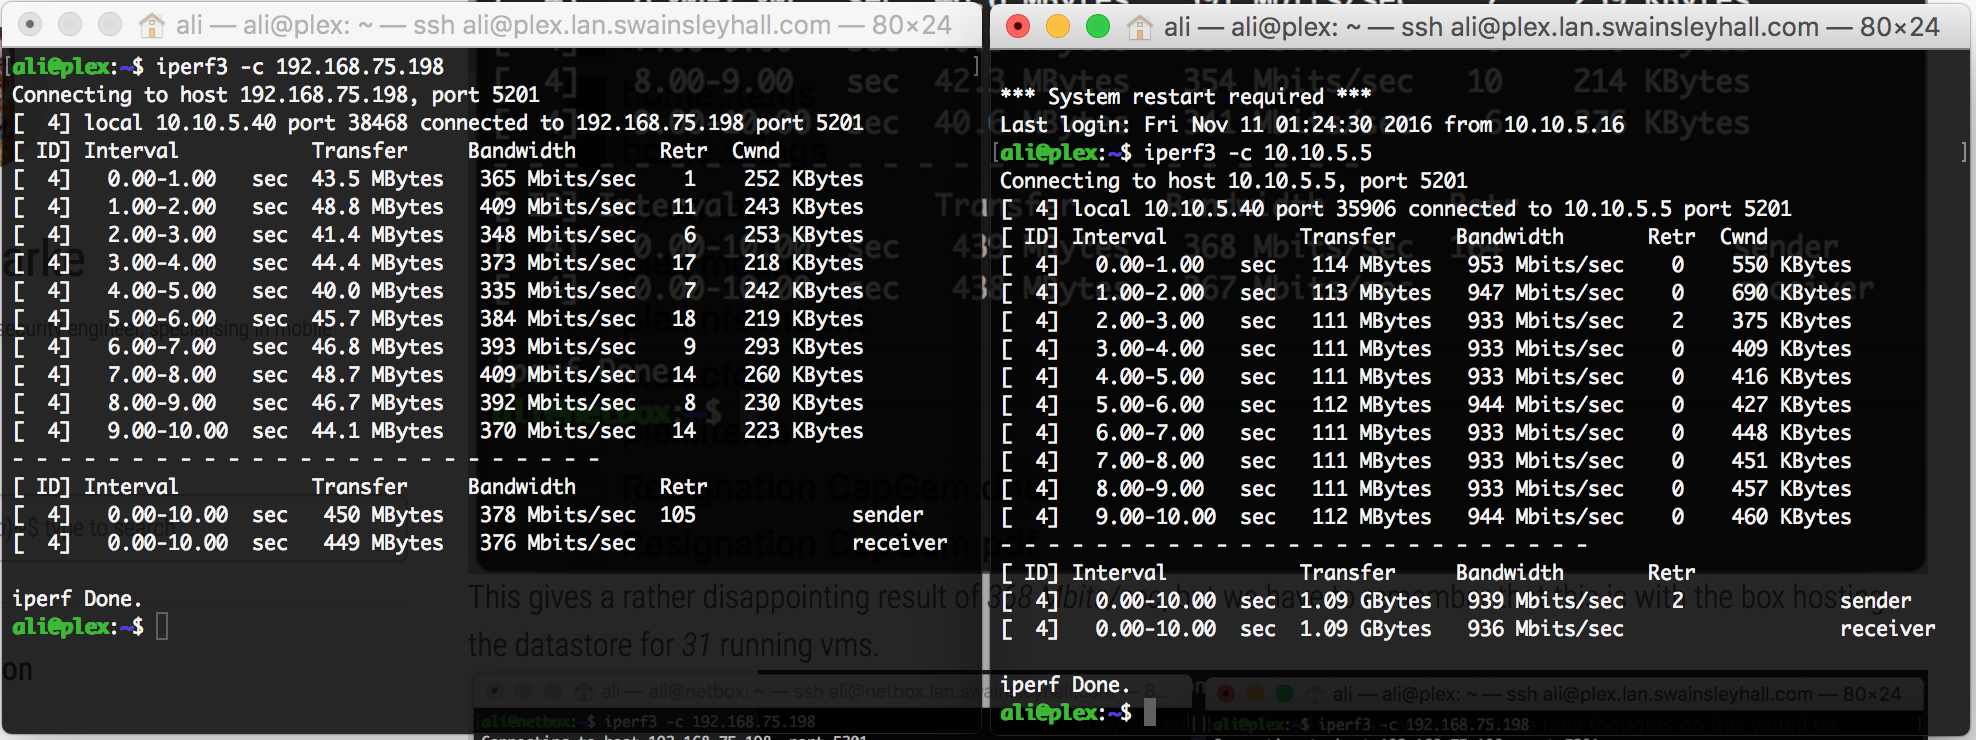 ali — ali@plex: ~ — ssh ali@plex.lan.swainsleyhall.com — 80×24
ali@plex:~$ iperf3 -c 192.168.75.198
Connecting to host 192.168.75.198, port 5201
[  4] local 10.10.5.40 port 38468 connected to 192.168.75.198 port 5201
[ ID] Interval           Transfer     Bandwidth       Retr  Cwnd
[  4]   0.00-1.00   sec  43.5 MBytes   365 Mbits/sec    1    252 KBytes
[  4]   1.00-2.00   sec  48.8 MBytes   409 Mbits/sec   11    243 KBytes
[  4]   2.00-3.00   sec  41.4 MBytes   348 Mbits/sec    6    253 KBytes
[  4]   3.00-4.00   sec  44.4 MBytes   373 Mbits/sec   17    218 KBytes
[  4]   4.00-5.00   sec  40.0 MBytes   335 Mbits/sec    7    242 KBytes
[  4]   5.00-6.00   sec  45.7 MBytes   384 Mbits/sec   18    219 KBytes
[  4]   6.00-7.00   sec  46.8 MBytes   393 Mbits/sec    9    293 KBytes
[  4]   7.00-8.00   sec  48.7 MBytes   409 Mbits/sec   14    260 KBytes
[  4]   8.00-9.00   sec  46.7 MBytes   392 Mbits/sec    8    230 KBytes
[  4]   9.00-10.00  sec  44.1 MBytes   370 Mbits/sec   14    223 KBytes
- - - - - - - - - - - - - - - - - - - - - - - - -
[ ID] Interval           Transfer     Bandwidth       Retr
[  4]   0.00-10.00  sec   450 MBytes   378 Mbits/sec  105             sender
[  4]   0.00-10.00  sec   449 MBytes   376 Mbits/sec                  receiver
iperf Done.
ali@plex:~$
ali — ali@plex: ~ — ssh ali@plex.lan.swainsleyhall.com — 80×24
*** System restart required ***
Last login: Fri Nov 11 01:24:30 2016 from 10.10.5.16
ali@plex:~$ iperf3 -c 10.10.5.5
Connecting to host 10.10.5.5, port 5201
[  4] local 10.10.5.40 port 35906 connected to 10.10.5.5 port 5201
[ ID] Interval           Transfer     Bandwidth       Retr  Cwnd
[  4]   0.00-1.00   sec   114 MBytes   953 Mbits/sec    0    550 KBytes
[  4]   1.00-2.00   sec   113 MBytes   947 Mbits/sec    0    690 KBytes
[  4]   2.00-3.00   sec   111 MBytes   933 Mbits/sec    2    375 KBytes
[  4]   3.00-4.00   sec   111 MBytes   933 Mbits/sec    0    409 KBytes
[  4]   4.00-5.00   sec   111 MBytes   933 Mbits/sec    0    416 KBytes
[  4]   5.00-6.00   sec   112 MBytes   944 Mbits/sec    0    427 KBytes
[  4]   6.00-7.00   sec   111 MBytes   933 Mbits/sec    0    448 KBytes
[  4]   7.00-8.00   sec   111 MBytes   933 Mbits/sec    0    451 KBytes
[  4]   8.00-9.00   sec   111 MBytes   933 Mbits/sec    0    457 KBytes
[  4]   9.00-10.00  sec   112 MBytes   944 Mbits/sec    0    460 KBytes
- - - - - - - - - - - - - - - - - - - - - - - - -
[ ID] Interval           Transfer     Bandwidth       Retr
[  4]   0.00-10.00  sec  1.09 GBytes   939 Mbits/sec    2             sender
[  4]   0.00-10.00  sec  1.09 GBytes   936 Mbits/sec                  receiver
iperf Done.
ali@plex:~$
This gives a rather disappointing result of 368 with the box hosting
the datastore for 31 running vms.
ali — ali@netbox: ~ — ssh ali@netbox.lan.swains — 8...
ali@netbox:~$ iperf3 -c 192.168.75.198
ali — ali@plex: ~ — ssh ali@plex.lan.swainsleyhall.com — 80×24
ali@plex:~$ iperf3 -c 192.168.75.198